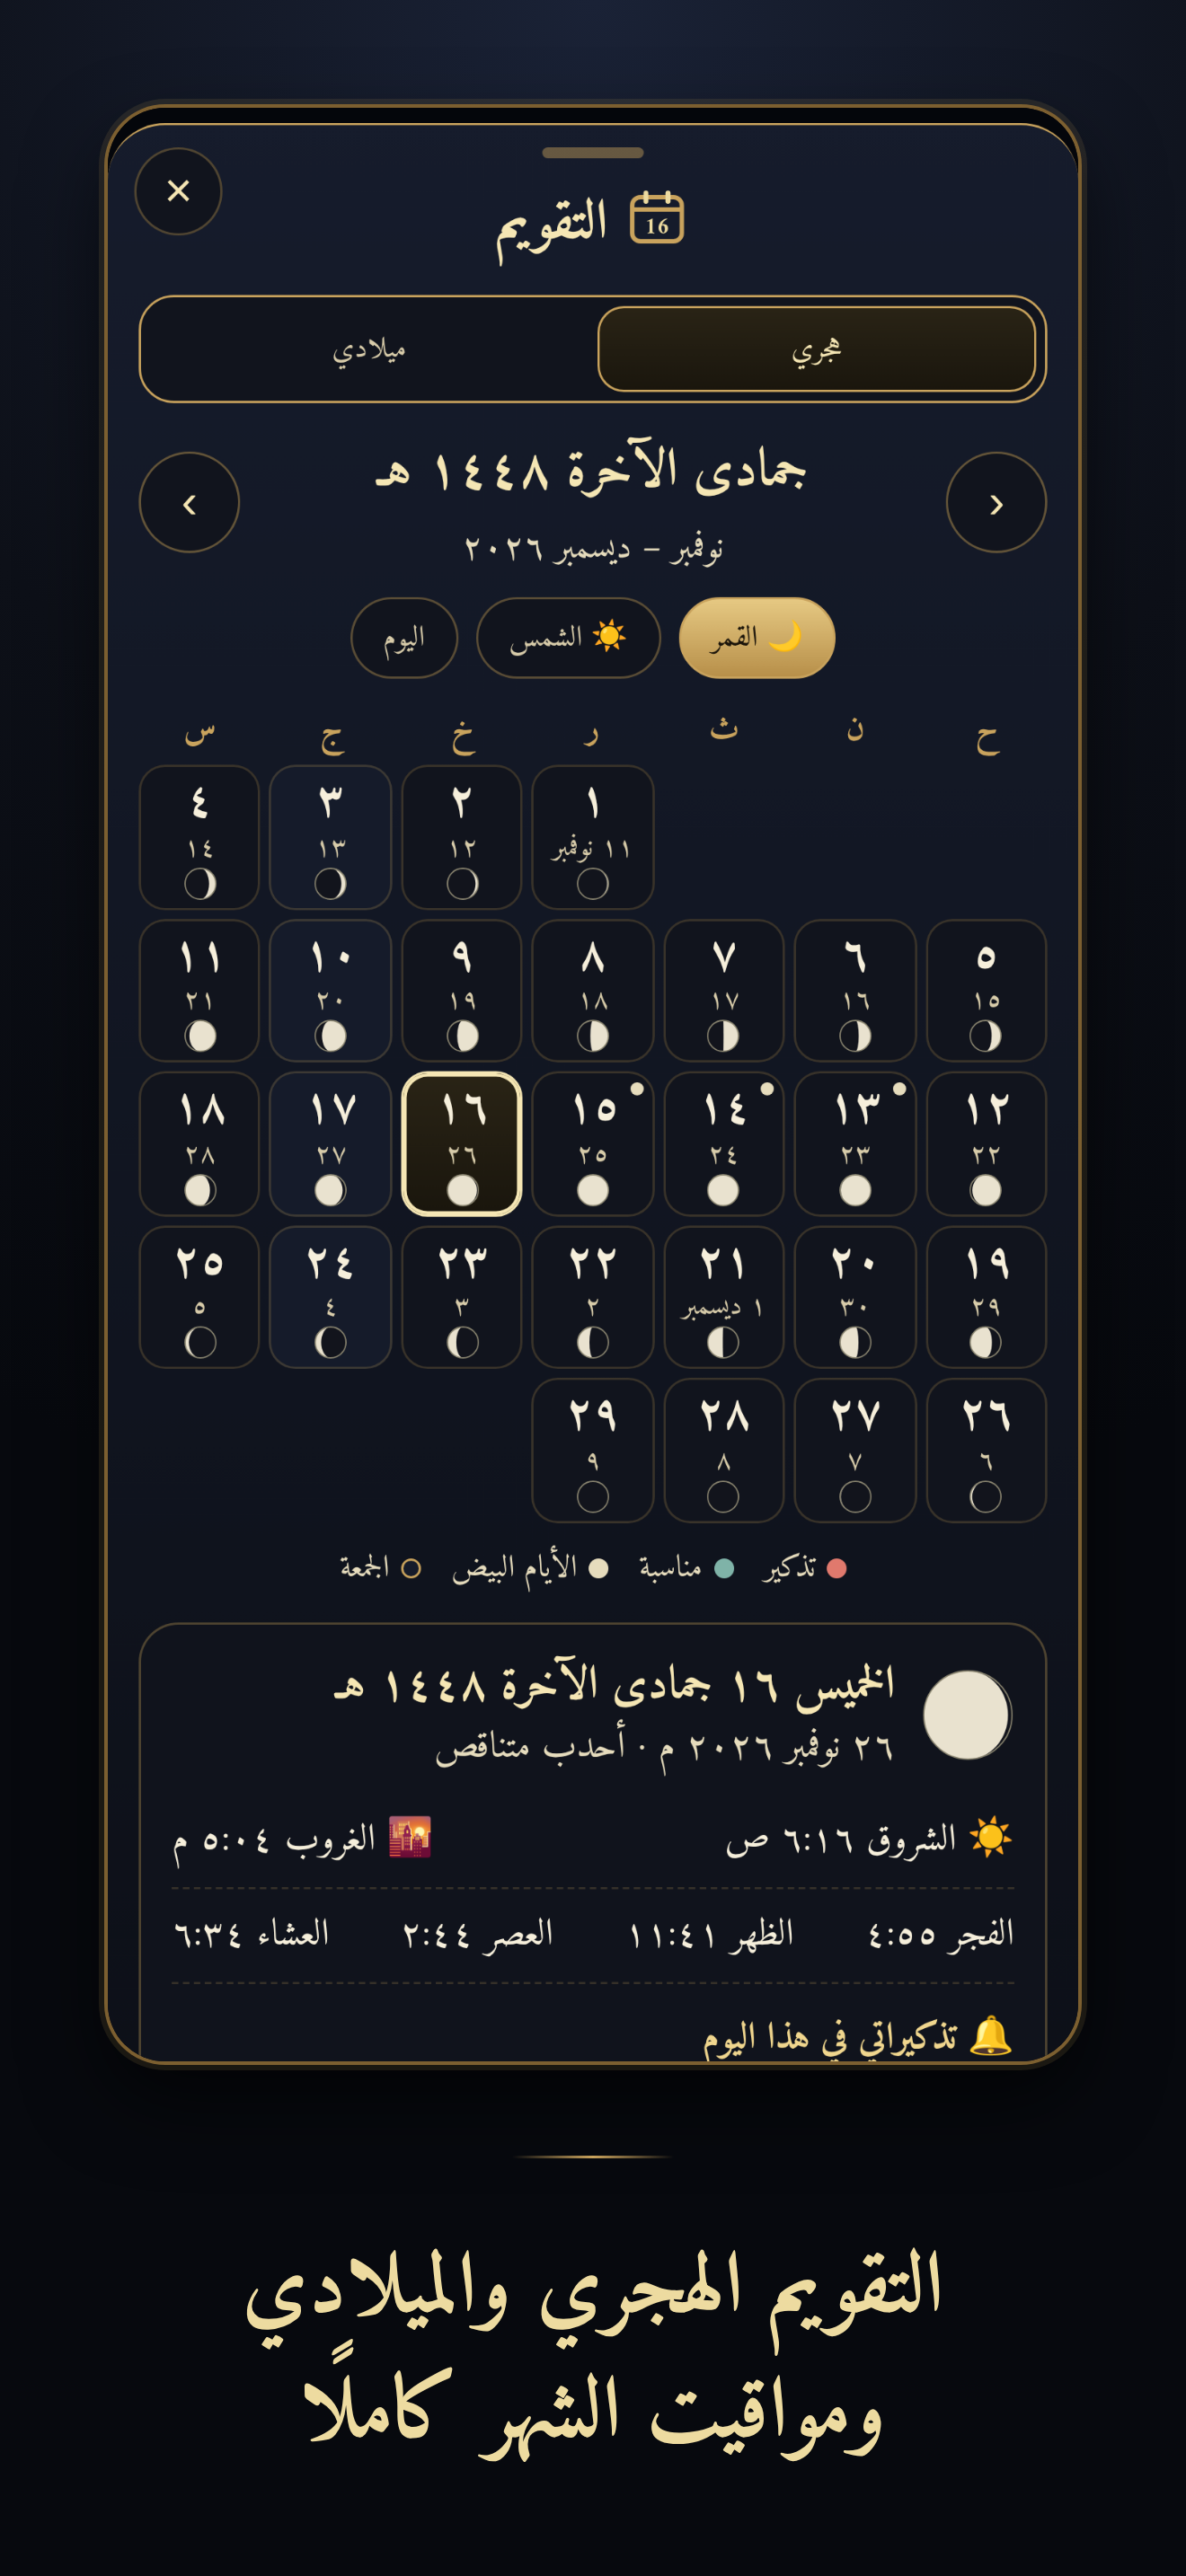 التقويم 16
هجري ميلادي
جمادى الآخرة ١٤٤٨ هـ
نوفمبر – ديسمبر ٢٠٢٦
القمر الشمس اليوم
ح ن ث ر خ ج س
١ ٢ ٣ ٤
١١ نوفمبر ١٢ ١٣ ١٤
٥ ٦ ٧ ٨ ٩ ١٠ ١١
١٥ ١٦ ١٧ ١٨ ١٩ ٢٠ ٢١
١٢ ١٣ ١٤ ١٥ ١٦ ١٧ ١٨
٢٢ ٢٣ ٢٤ ٢٥ ٢٦ ٢٧ ٢٨
١٩ ٢٠ ٢١ ٢٢ ٢٣ ٢٤ ٢٥
٢٩ ٣٠ ١ ديسمبر ٢ ٣ ٤ ٥
٢٦ ٢٧ ٢٨ ٢٩
٦ ٧ ٨ ٩
تذكير مناسبة الأيام البيض الجمعة
الخميس ١٦ جمادى الآخرة ١٤٤٨ هـ
٢٦ نوفمبر ٢٠٢٦ م · أحدب متناقص
الشروق ٦:١٦ ص الغروب ٥:٠٤ م
الفجر ٤:٥٥ الظهر ١١:٤١ العصر ٢:٤٤ العشاء ٦:٣٤
تذكيراتي في هذا اليوم
التقويم الهجري والميلادي
ومواقيت الشهر كاملًا